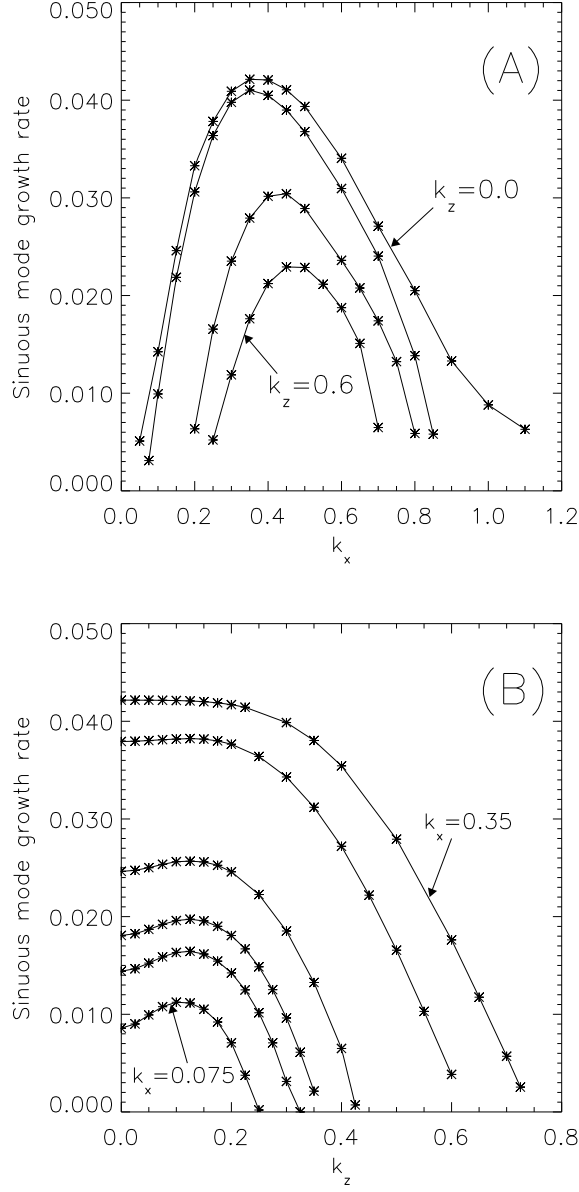 0.050
(A)
0.040
0.030
k_z=0.0
0.020
k_z=0.6
0.010
0.000
0.0 0.2 0.4 0.6 0.8 1.0 1.2
k_x
Sinuous mode growth rate
0.050
(B)
0.040
k_x=0.35
0.030
0.020
0.010
k_x=0.075
0.000
0.0 0.2 0.4 0.6 0.8
k_z
Sinuous mode growth rate